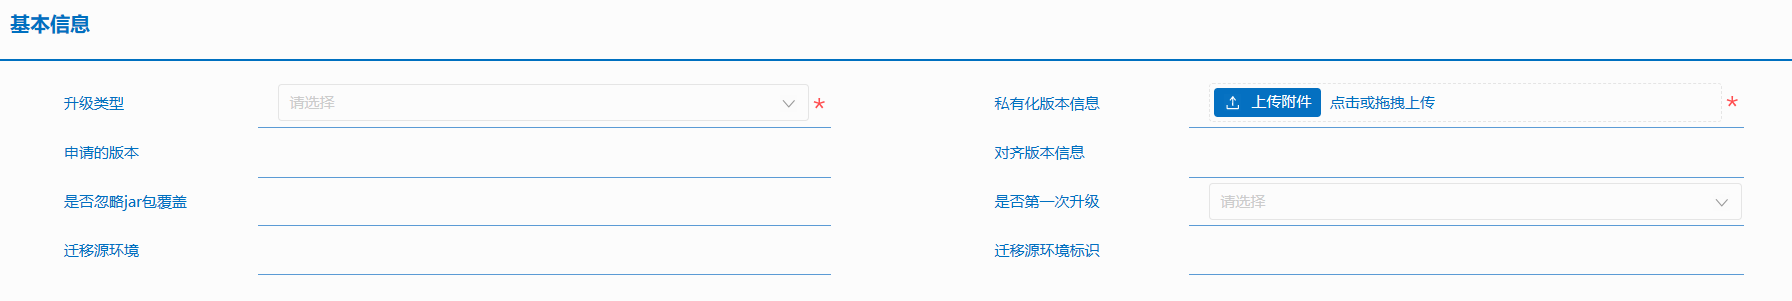 基本信息
升级类型 请选择 * 私有化版本信息 上传附件 点击或拖拽上传 *
申请的版本 对齐版本信息
是否忽略jar包覆盖 是否第一次升级 请选择
迁移源环境 迁移源环境标识